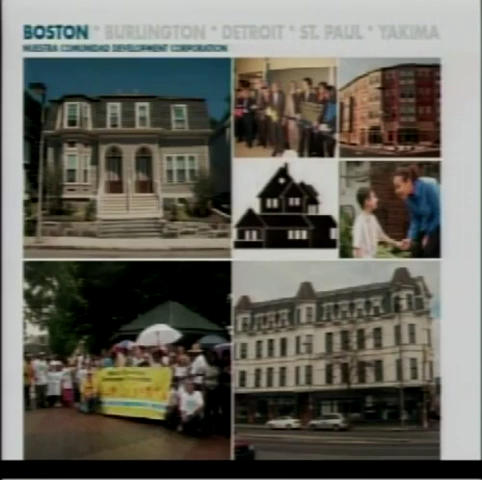 BOSTON * BURLINGTON * DETROIT * ST. PAUL * YAKIMA
NUESTRA COMUNIDAD DEVELOPMENT CORPORATION